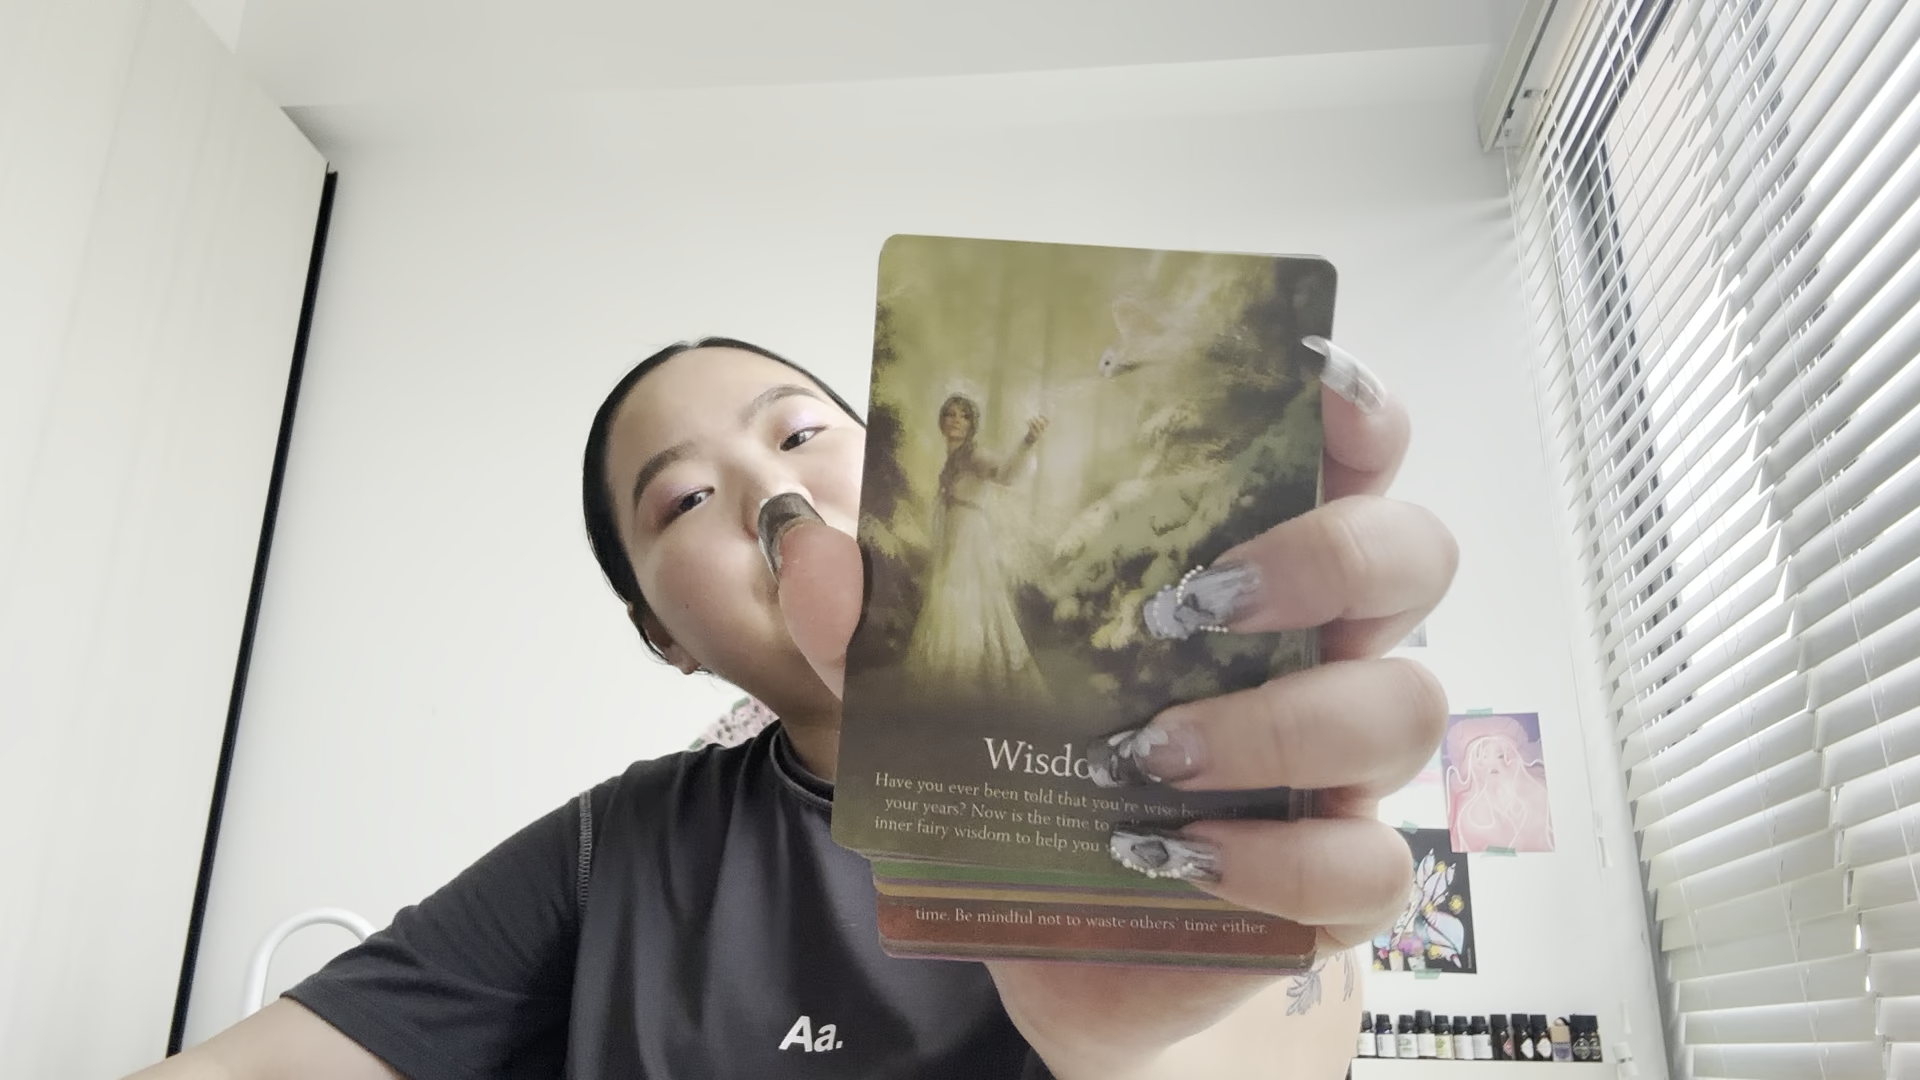 Wisdo
Have you ever been told that you're wise
your years? Now is the time to
inner fairy wisdom to help you
time. Be mindful not to waste others' time either.
Aa.